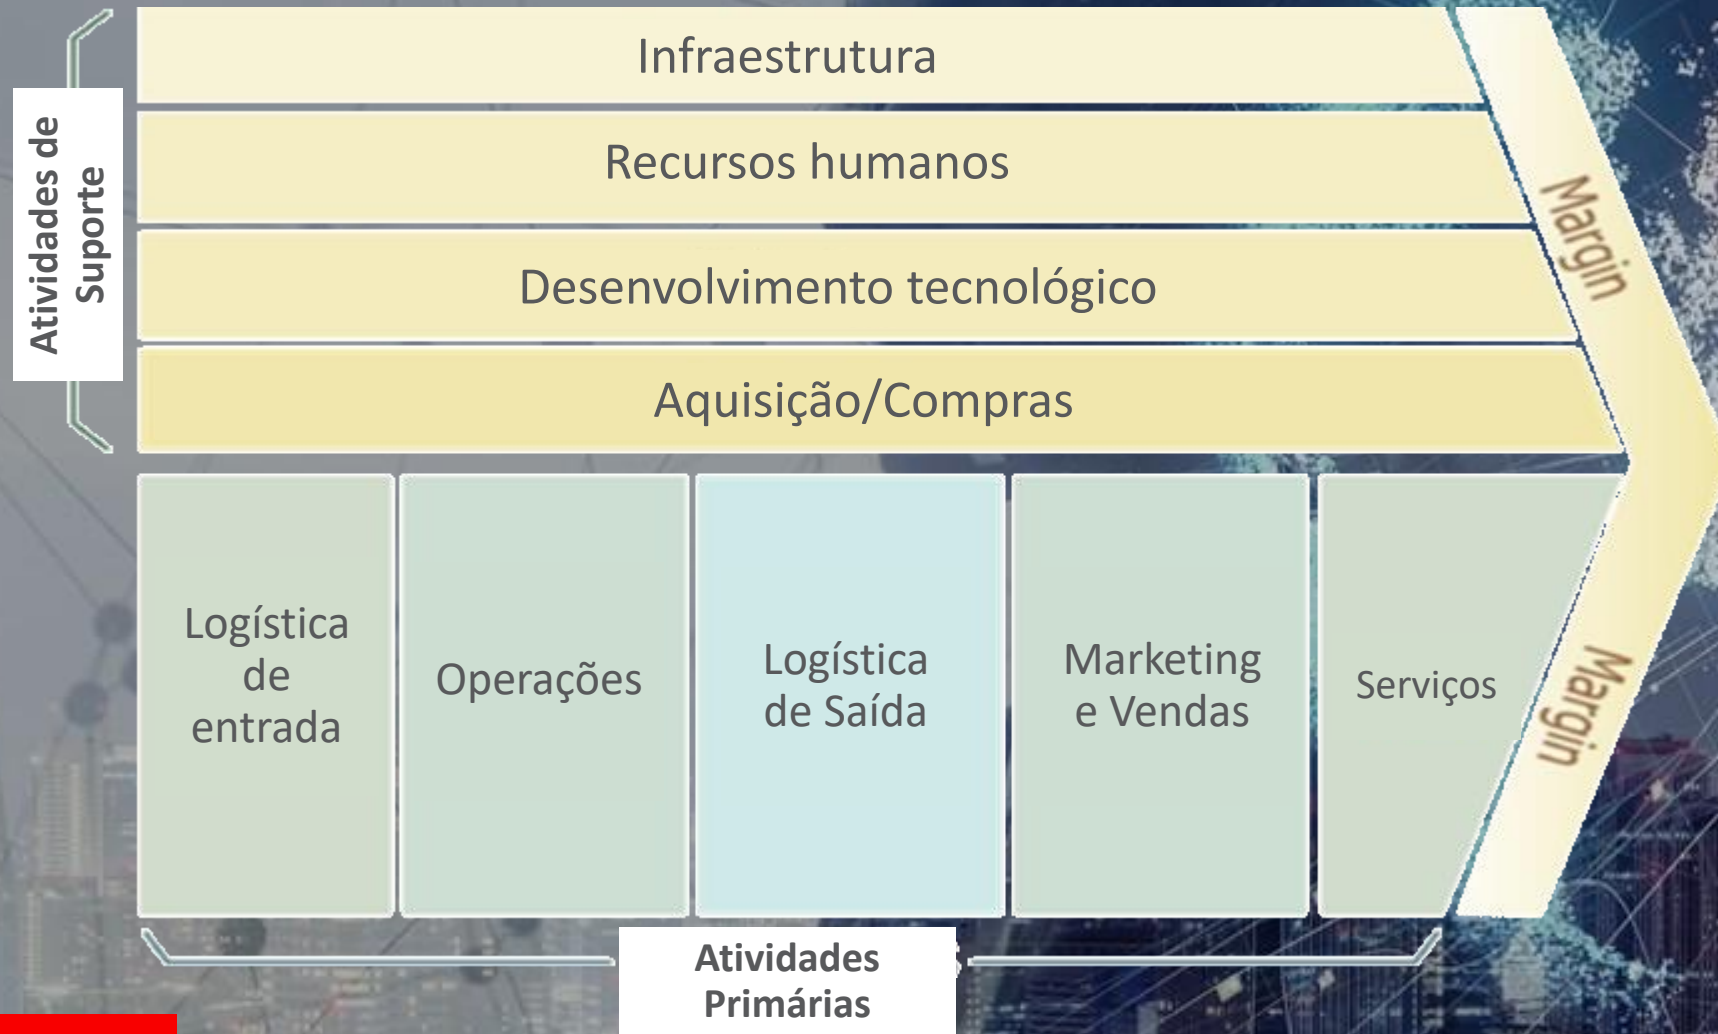 Atividades de
Suporte
Infraestrutura
Recursos humanos
Desenvolvimento tecnológico
Aquisição/Compras
Margin
Logística
de
entrada
Operações
Logística
de Saída
Marketing
e Vendas
Serviços
Margin
Atividades
Primárias